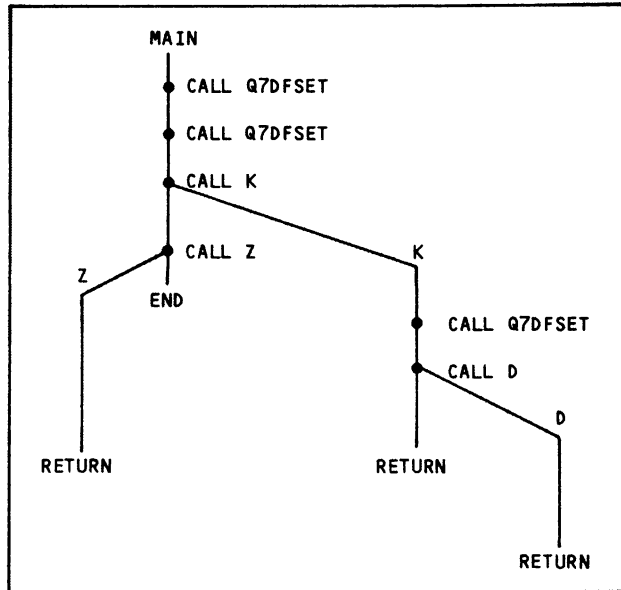 MAIN
CALL Q7DFSET
CALL Q7DFSET
CALL K
CALL Z
K
Z
END
CALL Q7DFSET
CALL D
D
RETURN
RETURN
RETURN